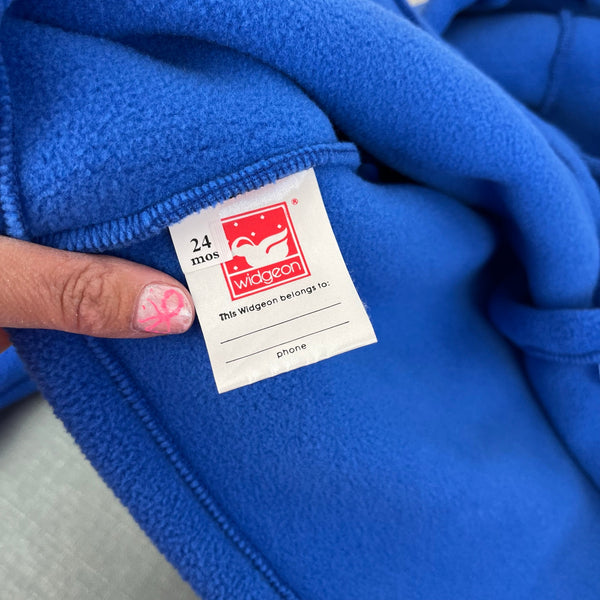 24
mos
®
widgeon
This Widgeon belongs to:
phone